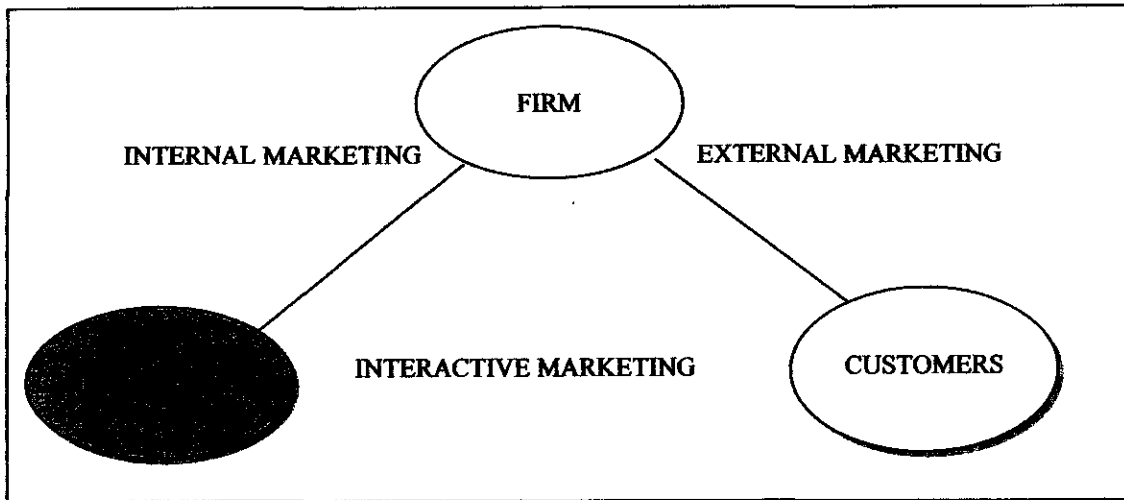 FIRM
INTERNAL MARKETING
EXTERNAL MARKETING
INTERACTIVE MARKETING
CUSTOMERS